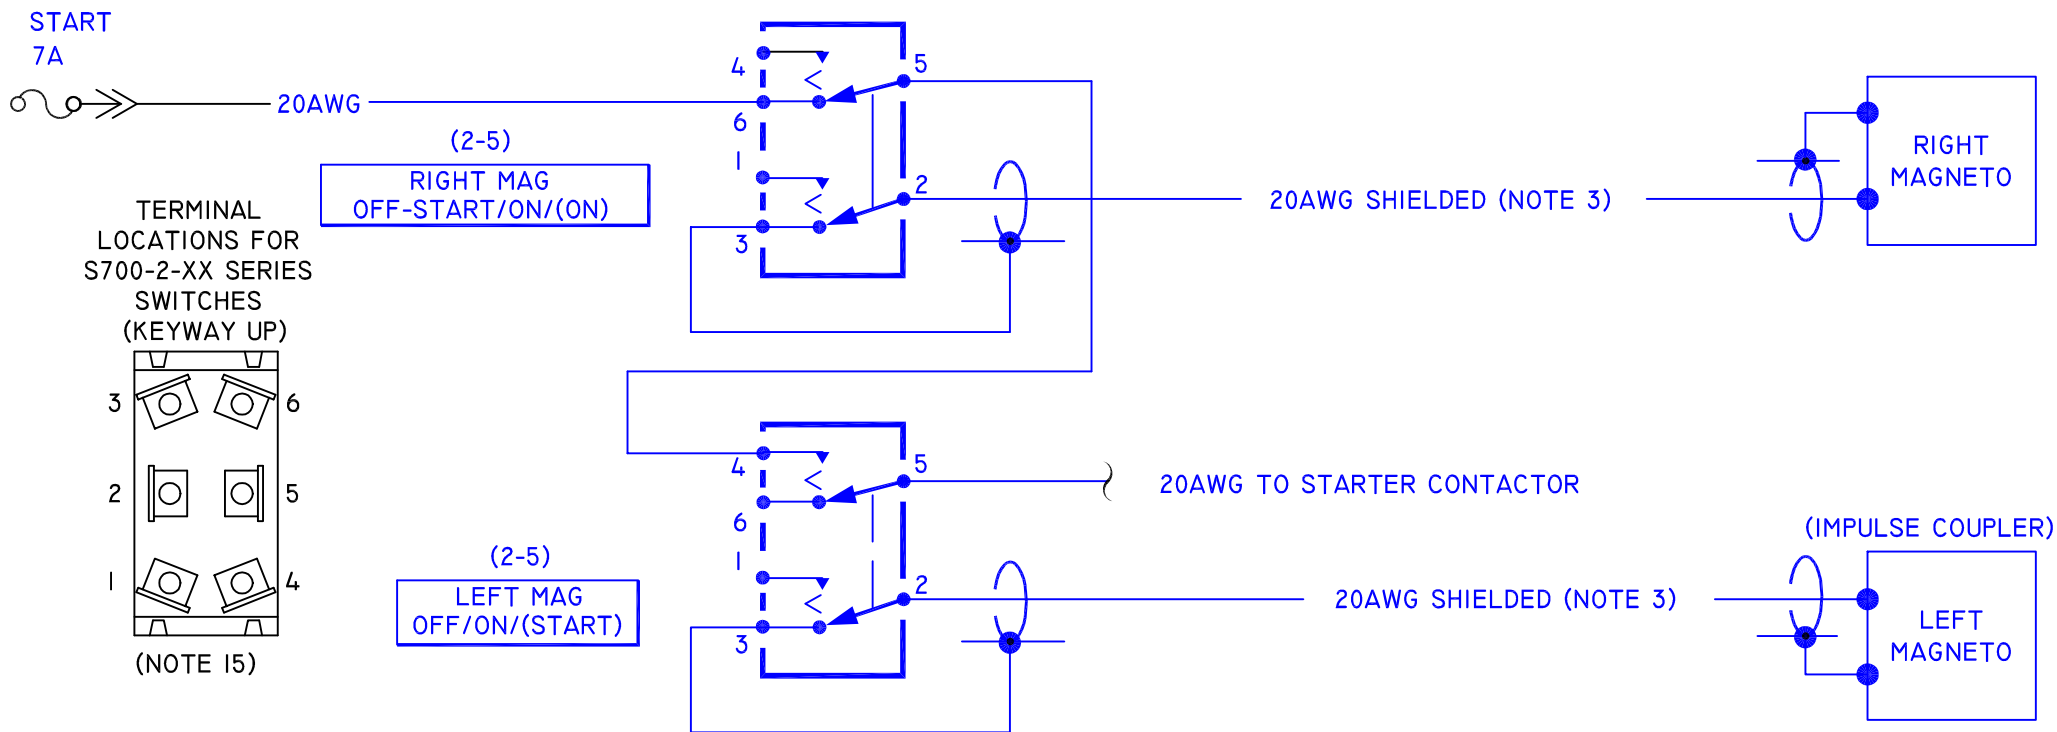 START
7A
20AWG
(2-5)
RIGHT MAG
OFF-START/ON/(ON)
4
6
1
3
5
2
20AWG SHIELDED (NOTE 3)
RIGHT
MAGNETO
TERMINAL
LOCATIONS FOR
S700-2-XX SERIES
SWITCHES
(KEYWAY UP)
3
6
2
5
1
4
(NOTE 15)
(2-5)
LEFT MAG
OFF/ON/(START)
4
6
1
3
5
2
20AWG TO STARTER CONTACTOR
20AWG SHIELDED (NOTE 3)
(IMPULSE COUPLER)
LEFT
MAGNETO